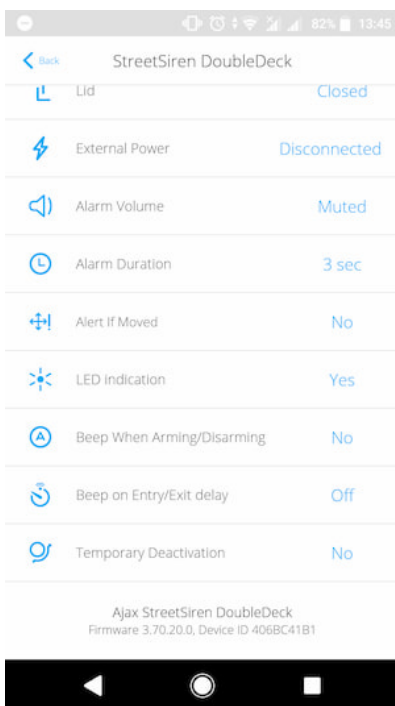 82% 13:45
Back StreetSiren DoubleDeck
Lid Closed
External Power Disconnected
Alarm Volume Muted
Alarm Duration 3 sec
Alert If Moved No
LED indication Yes
Beep When Arming/Disarming No
Beep on Entry/Exit delay Off
Temporary Deactivation No
Ajax StreetSiren DoubleDeck
Firmware 3.70.20.0, Device ID 406BC41B1